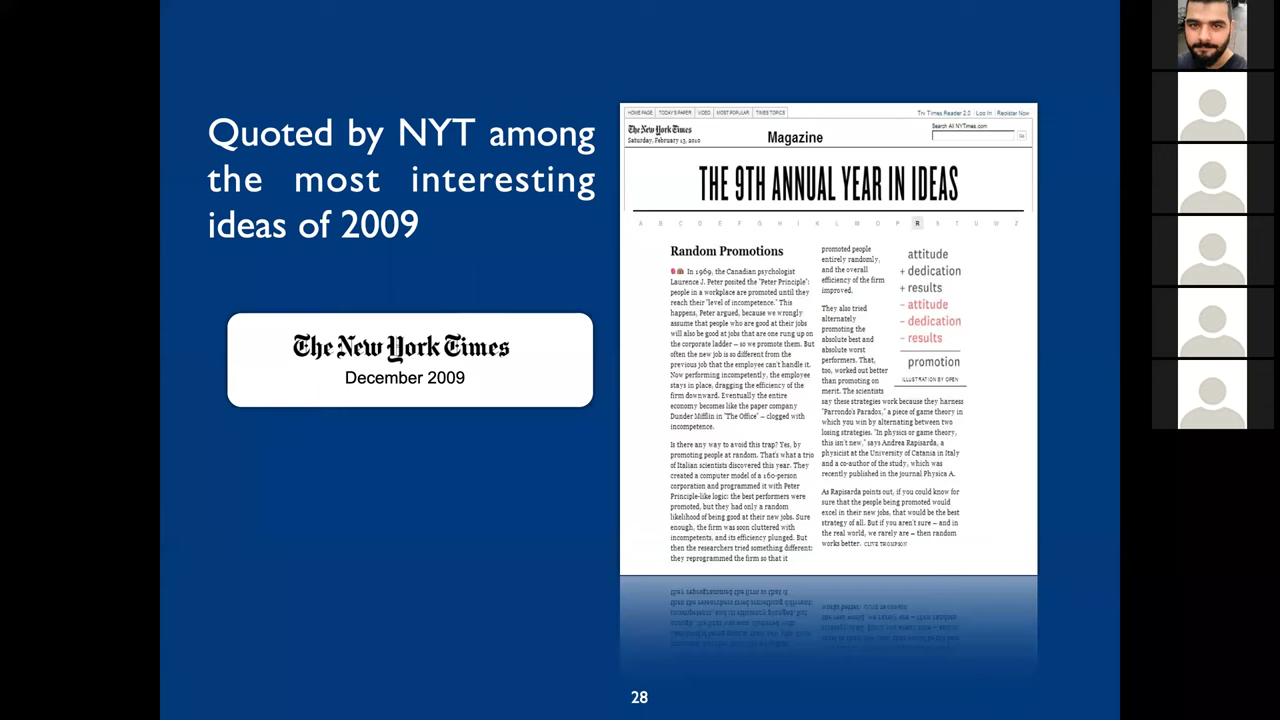 Quoted by NYT among
the most interesting
ideas of 2009
The New York Times
December 2009
HOME PAGE TODAY'S PAPER VIDEO MOST POPULAR TIMES TOPICS
Try Times Reader 2.0 Log In Register Now
The New York Times
Saturday, February 13, 2010
Magazine
Search All NYTimes.com
Go
THE 9TH ANNUAL YEAR IN IDEAS
A B C D E F G H I K L M O P R S T U W Z
Random Promotions
In 1969, the Canadian psychologist
Laurence J. Peter posited the "Peter Principle":
people in a workplace are promoted until they
reach their "level of incompetence." This
happens, Peter argued, because we wrongly
assume that people who are good at their jobs
will also be good at jobs that are one rung up on
the corporate ladder — so we promote them. But
often the new job is so different from the
previous job that the employee can't handle it.
Now performing incompetently, the employee
stays in place, dragging the efficiency of the
firm downward. Eventually the entire
economy becomes like the paper company
Dunder Mifflin in "The Office" — clogged with
incompetence.
Is there any way to avoid this trap? Yes, by
promoting people at random. That's what a trio
of Italian scientists discovered this year. They
created a computer model of a 160-person
corporation and programmed it with Peter
Principle-like logic: the best performers were
promoted, but they had only a random
likelihood of being good at their new jobs. Sure
enough, the firm was soon cluttered with
incompetents, and its efficiency plunged. But
then the researchers tried something different:
they reprogrammed the firm so that it
promoted people
entirely randomly,
and the overall
efficiency of the firm
improved.
They also tried
alternately
promoting the
absolute best and
absolute worst
performers. That,
too, worked out better
than promoting on
merit. The scientists
say these strategies work because they harness
"Parrondo's Paradox," a piece of game theory in
which you win by alternating between two
losing strategies. "In physics or game theory,
this isn't new," says Andrea Rapisarda, a
physicist at the University of Catania in Italy
and a co-author of the study, which was
recently published in the journal Physica A.
As Rapisarda points out, if you could know for
sure that the people being promoted would
excel in their new jobs, that would be the best
strategy of all. But if you aren't sure — and in
the real world, we rarely are — then random
works better. CLIVE THOMPSON
attitude
+ dedication
+ results
– attitude
– dedication
– results
promotion
ILLUSTRATION BY OPEN
28